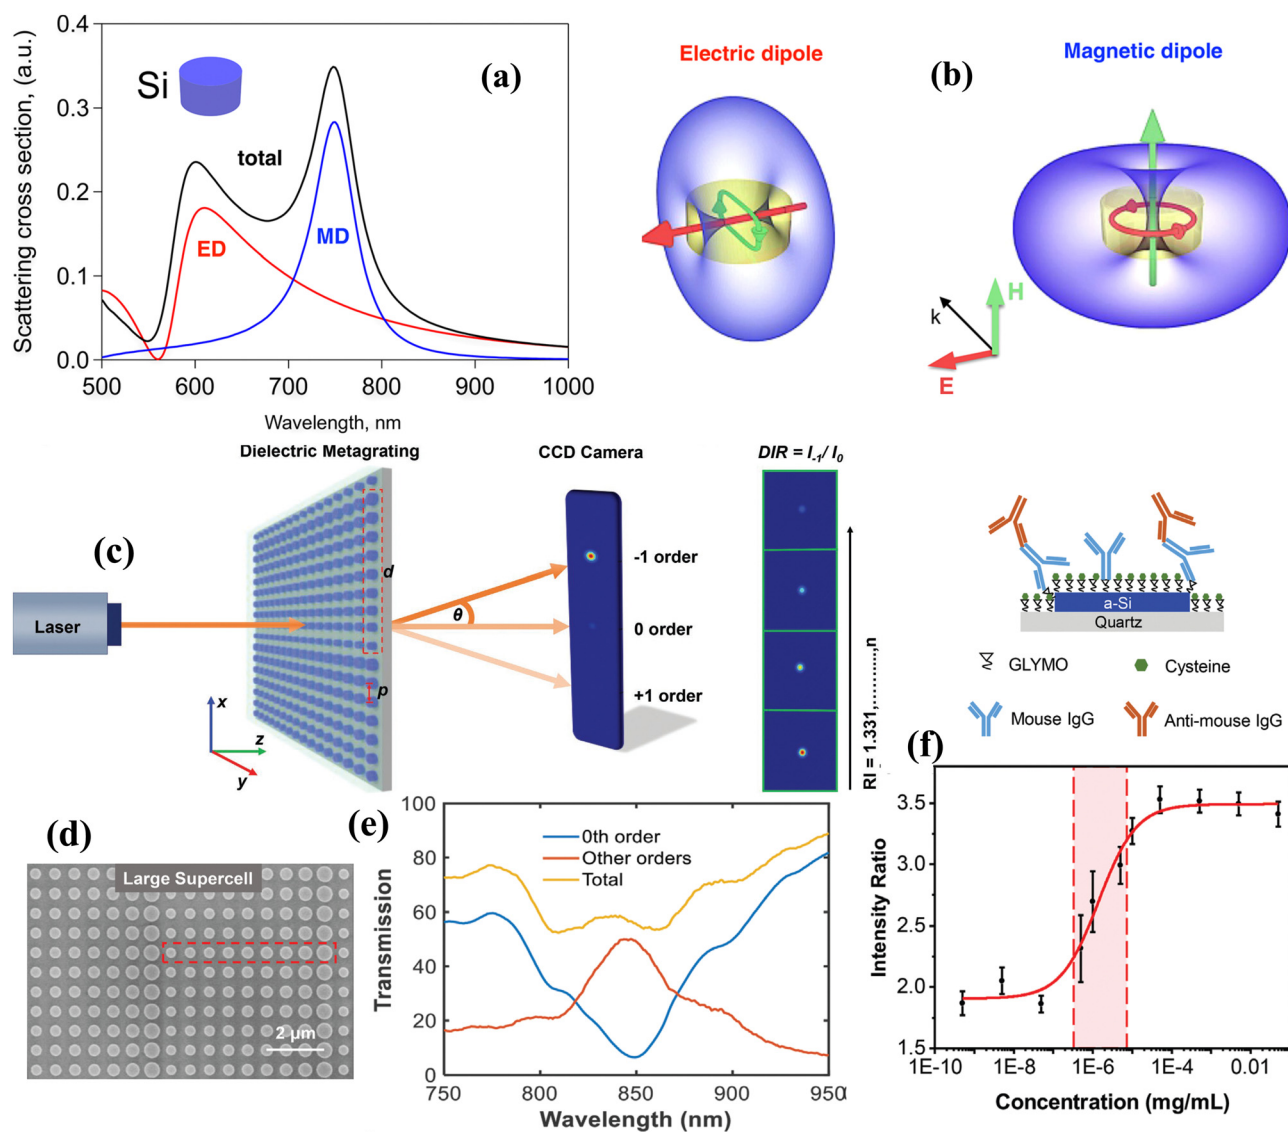 (a)
Scattering cross section, (a.u.)
0.4
0.3
0.2
0.1
0.0
Si
total
ED
MD
500 600 700 800 900 1000
Wavelength, nm
(b)
Electric dipole
Magnetic dipole
H
k
E
(c)
Dielectric Metagrating
CCD Camera
DIR = I-1/ I0
Laser
d
p
θ
-1 order
0 order
+1 order
x
z
y
RI = 1.331,..........,n
a-Si
Quartz
GLYMO
Cysteine
Mouse IgG
Anti-mouse IgG
(d)
Large Supercell
2 μm
(e)
Transmission
100
80
60
40
20
0
0th order
Other orders
Total
750 800 850 900 950
Wavelength (nm)
(f)
Intensity Ratio
3.5
3.0
2.5
2.0
1.5
1E-10 1E-8 1E-6 1E-4 0.01
Concentration (mg/mL)